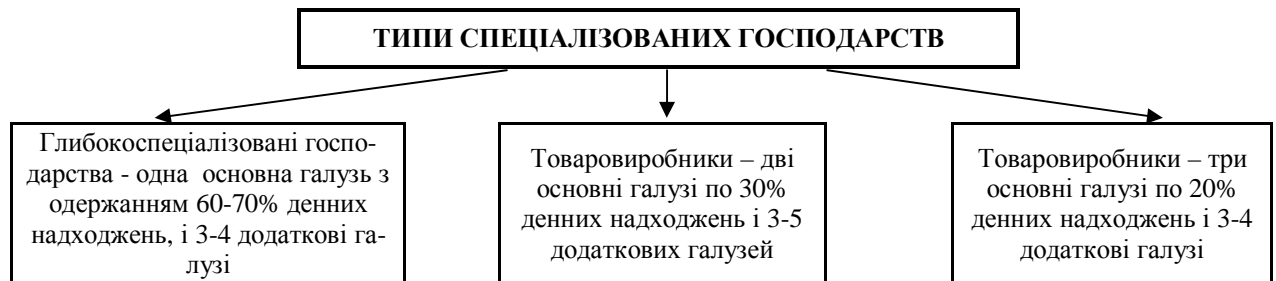 ТИПИ СПЕЦІАЛІЗОВАНИХ ГОСПОДАРСТВ
Глибокоспеціалізовані госпо-
дарства - одна основна галузь з
одержанням 60-70% денних
надходжень, і 3-4 додаткові га-
лузі
Товаровиробники – дві
основні галузі по 30%
денних надходжень і 3-5
додаткових галузей
Товаровиробники – три
основні галузі по 20%
денних надходжень і 3-4
додаткові галузі